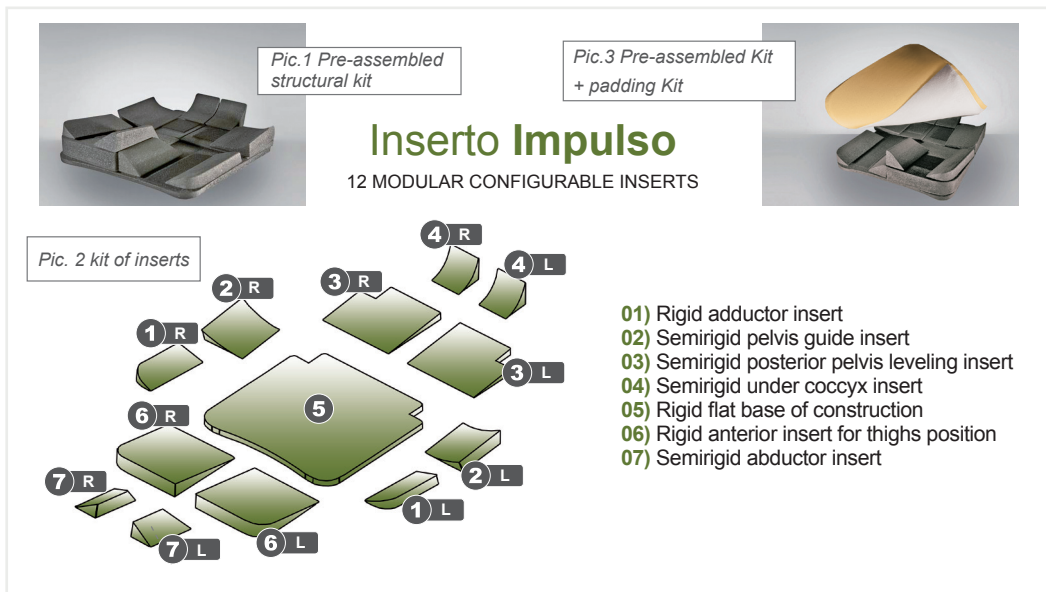 Pic.1 Pre-assembled
structural kit
Pic.3 Pre-assembled Kit
+ padding Kit
Inserto Impulso
12 MODULAR CONFIGURABLE INSERTS
Pic. 2 kit of inserts
4 R
4 L
3 R
2 R
1 R
3 L
5
6 R
2 L
7 R
1 L
6 L
7 L
01) Rigid adductor insert
02) Semirigid pelvis guide insert
03) Semirigid posterior pelvis leveling insert
04) Semirigid under coccyx insert
05) Rigid flat base of construction
06) Rigid anterior insert for thighs position
07) Semirigid abductor insert